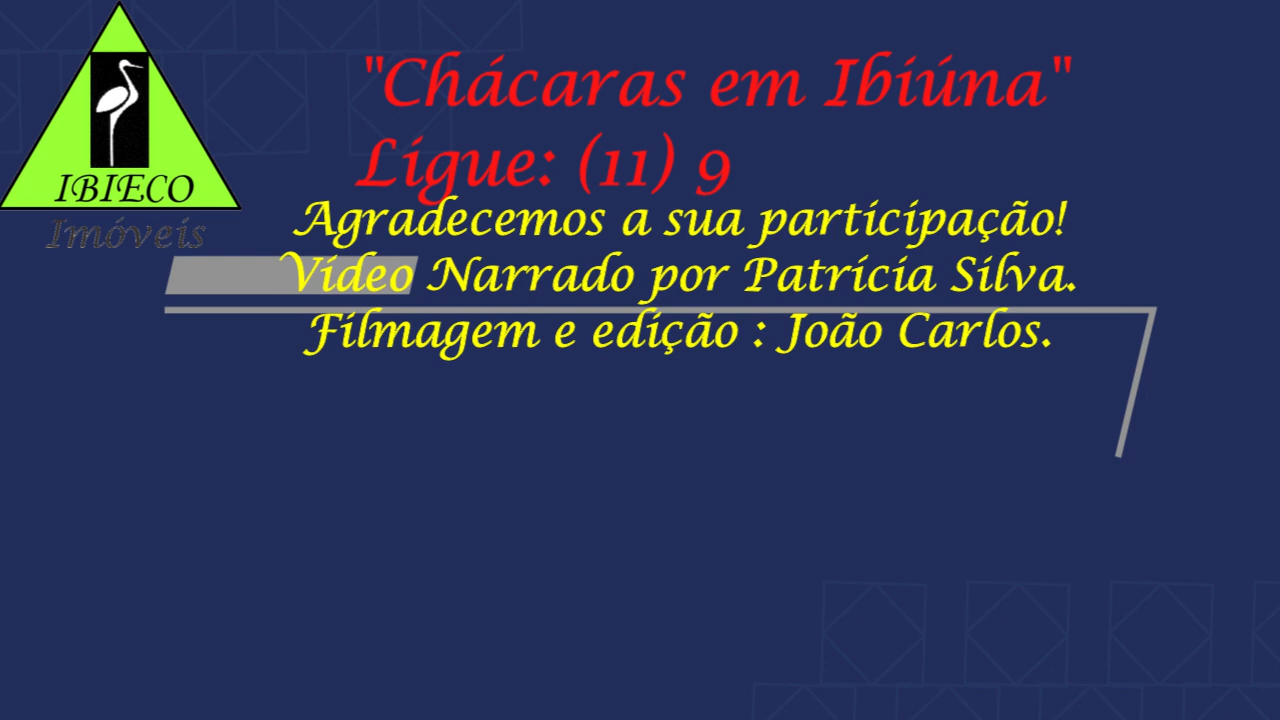 "Chácaras em Ibiúna"
Ligue: (11) 9
IBIECO
Imóveis
Agradecemos a sua participação!
Vídeo Narrado por Patrícia Silva.
Filmagem e edição : João Carlos.